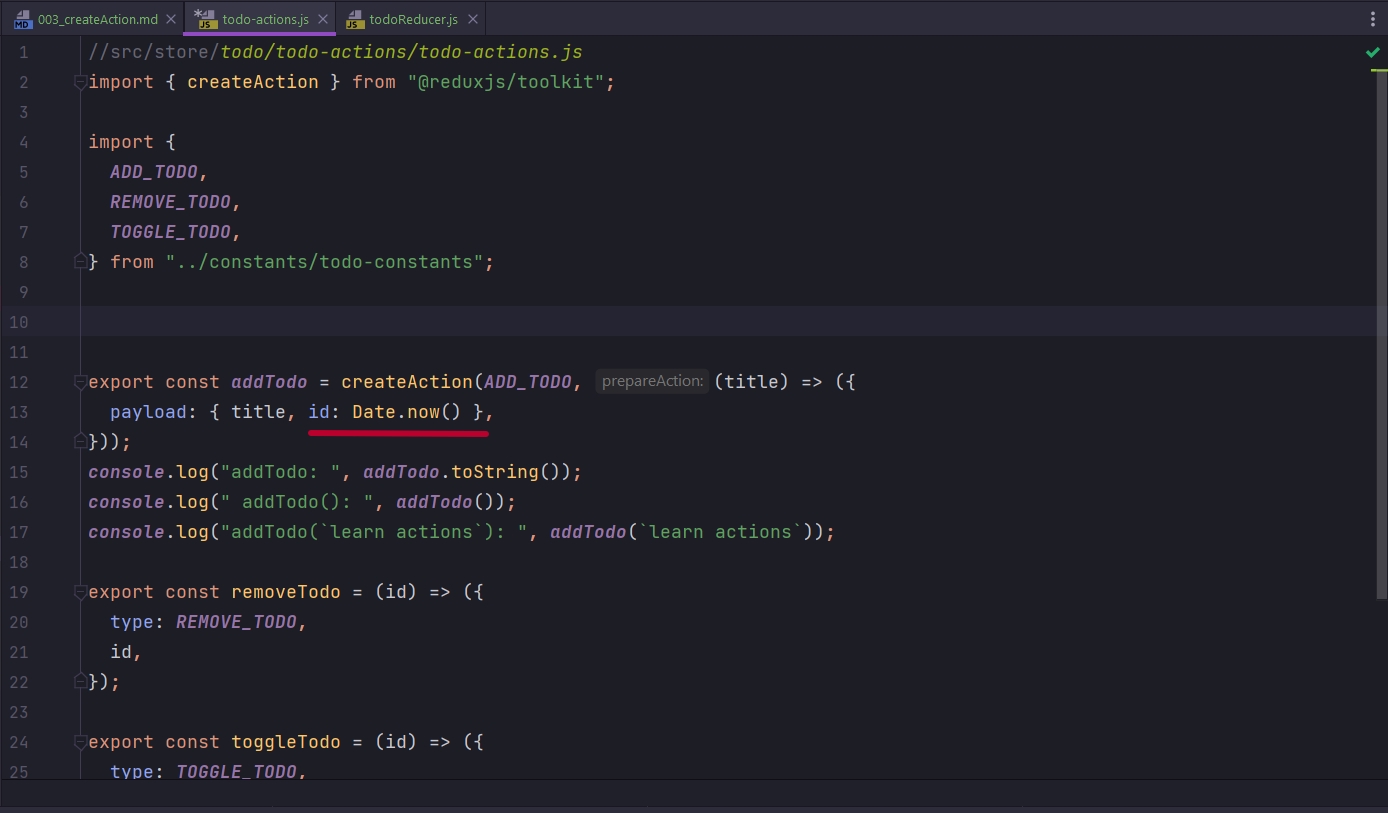 MD 003_createAction.md × * JS todo-actions.js × JS todoReducer.js ×
1 //src/store/todo/todo-actions/todo-actions.js
2 import { createAction } from "@reduxjs/toolkit";
3
4 import {
5 ADD_TODO,
6 REMOVE_TODO,
7 TOGGLE_TODO,
8 } from "../constants/todo-constants";
9
10
11
12 export const addTodo = createAction(ADD_TODO, prepareAction: (title) => ({
13 payload: { title, id: Date.now() },
14 }));
15 console.log("addTodo: ", addTodo.toString());
16 console.log(" addTodo(): ", addTodo());
17 console.log("addTodo(`learn actions`): ", addTodo(`learn actions`));
18
19 export const removeTodo = (id) => ({
20 type: REMOVE_TODO,
21 id,
22 });
23
24 export const toggleTodo = (id) => ({
25 type: TOGGLE_TODO,